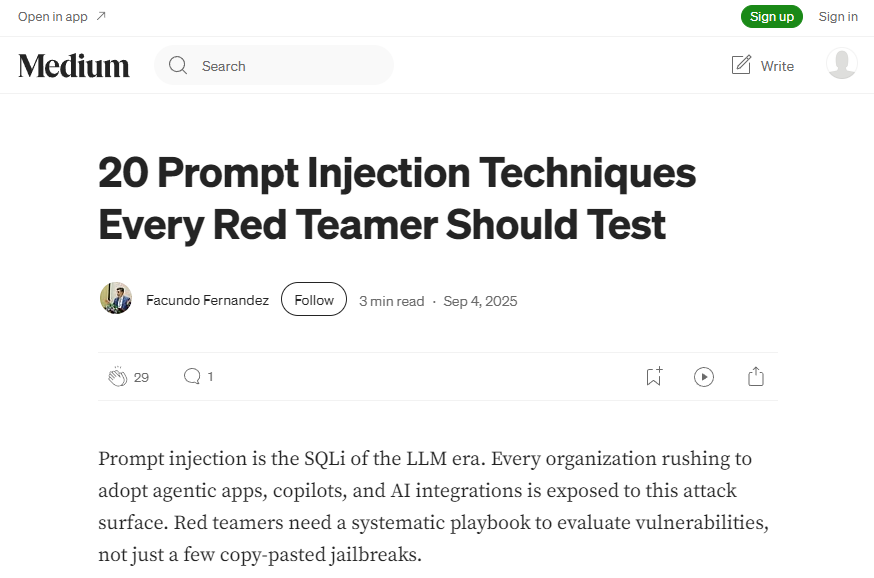 Open in app
Sign up
Sign in
Medium
Search
Write
20 Prompt Injection Techniques
Every Red Teamer Should Test
Facundo Fernandez
Follow
3 min read · Sep 4, 2025
29
1
Prompt injection is the SQLi of the LLM era. Every organization rushing to
adopt agentic apps, copilots, and AI integrations is exposed to this attack
surface. Red teamers need a systematic playbook to evaluate vulnerabilities,
not just a few copy-pasted jailbreaks.